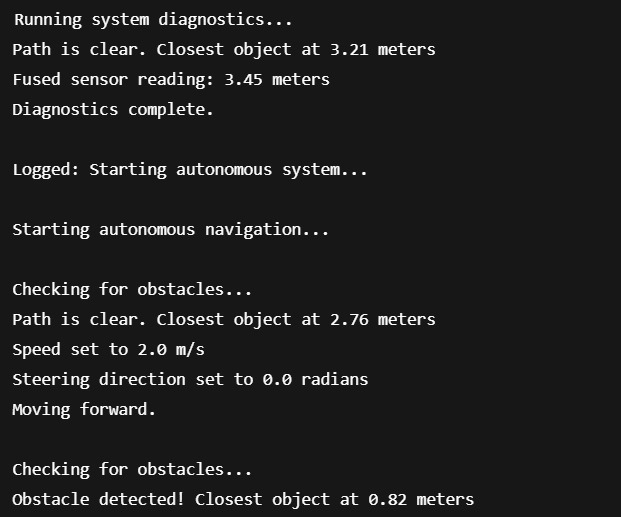 Running system diagnostics...
Path is clear. Closest object at 3.21 meters
Fused sensor reading: 3.45 meters
Diagnostics complete.
Logged: Starting autonomous system...
Starting autonomous navigation...
Checking for obstacles...
Path is clear. Closest object at 2.76 meters
Speed set to 2.0 m/s
Steering direction set to 0.0 radians
Moving forward.
Checking for obstacles...
Obstacle detected! Closest object at 0.82 meters